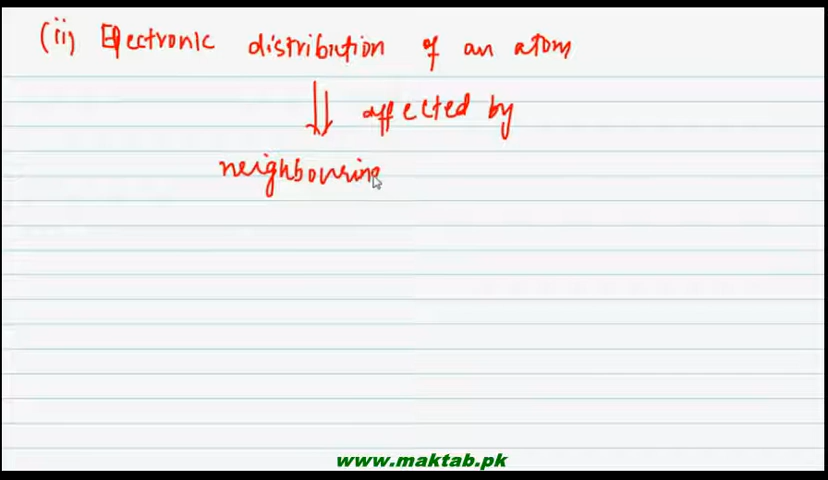 (ii) Electronic distribution of an atom
affected by
neighbouring
www.maktab.pk